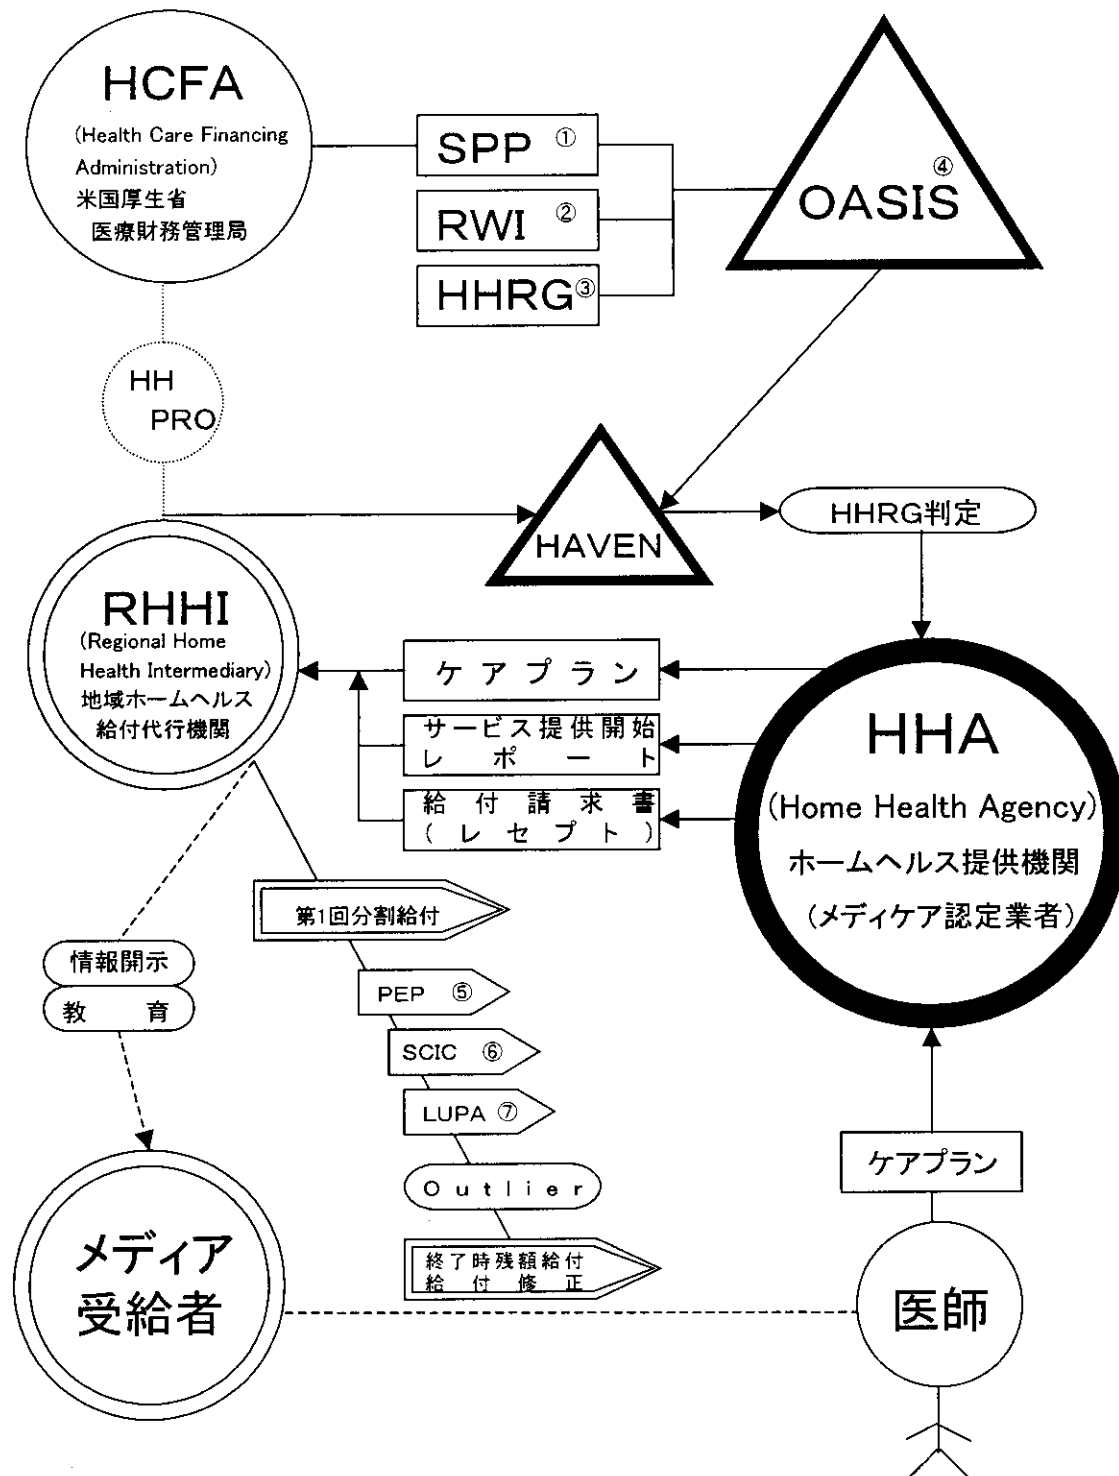 HCFA
(Health Care Financing
Administration)
米国厚生省
医療財務管理局
SPP ①
RWI ②
HHRG③
④
OASIS
HH
PRO
HAVEN
HHRG判定
RHHI
(Regional Home
Health Intermediary)
地域ホームヘルス
給付代行機関
ケアプラン
サービス提供開始
レポート
給付請求書
(レセプト)
HHA
(Home Health Agency)
ホームヘルス提供機関
(メディケア認定業者)
第1回分割給付
情報開示
教育
PEP ⑤
SCIC ⑥
LUPA ⑦
Outlier
終了時残額給付
給付修正
ケアプラン
メディア
受給者
医師